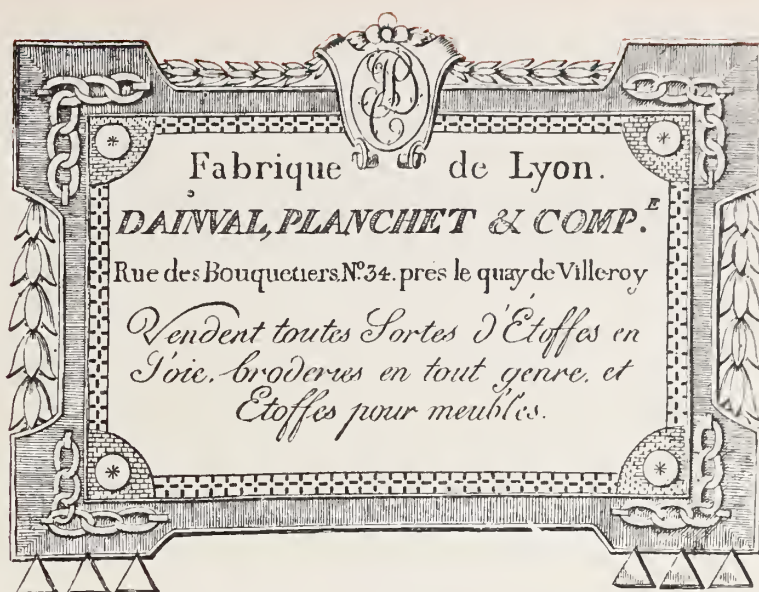 Fabrique de Lyon.
DAINVAL, PLANCHET & COMP.E
Rue des Bouquetiers, No. 34. près le quay de Villeroy
Vendent toutes Sortes d'Étoffes en
Soie, broderies en tout genre, et
Etoffes pour meubles.